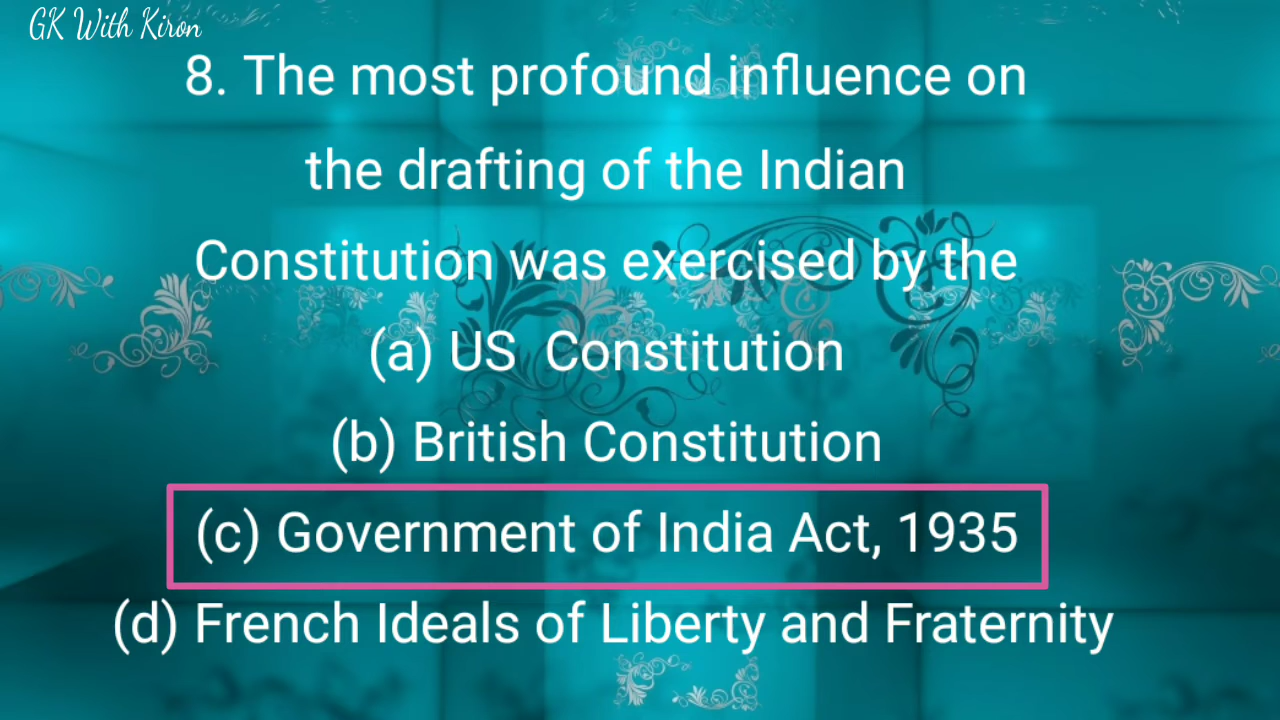 GK With Kiron
8. The most profound influence on
the drafting of the Indian
Constitution was exercised by the
(a) US Constitution
(b) British Constitution
(c) Government of India Act, 1935
(d) French Ideals of Liberty and Fraternity